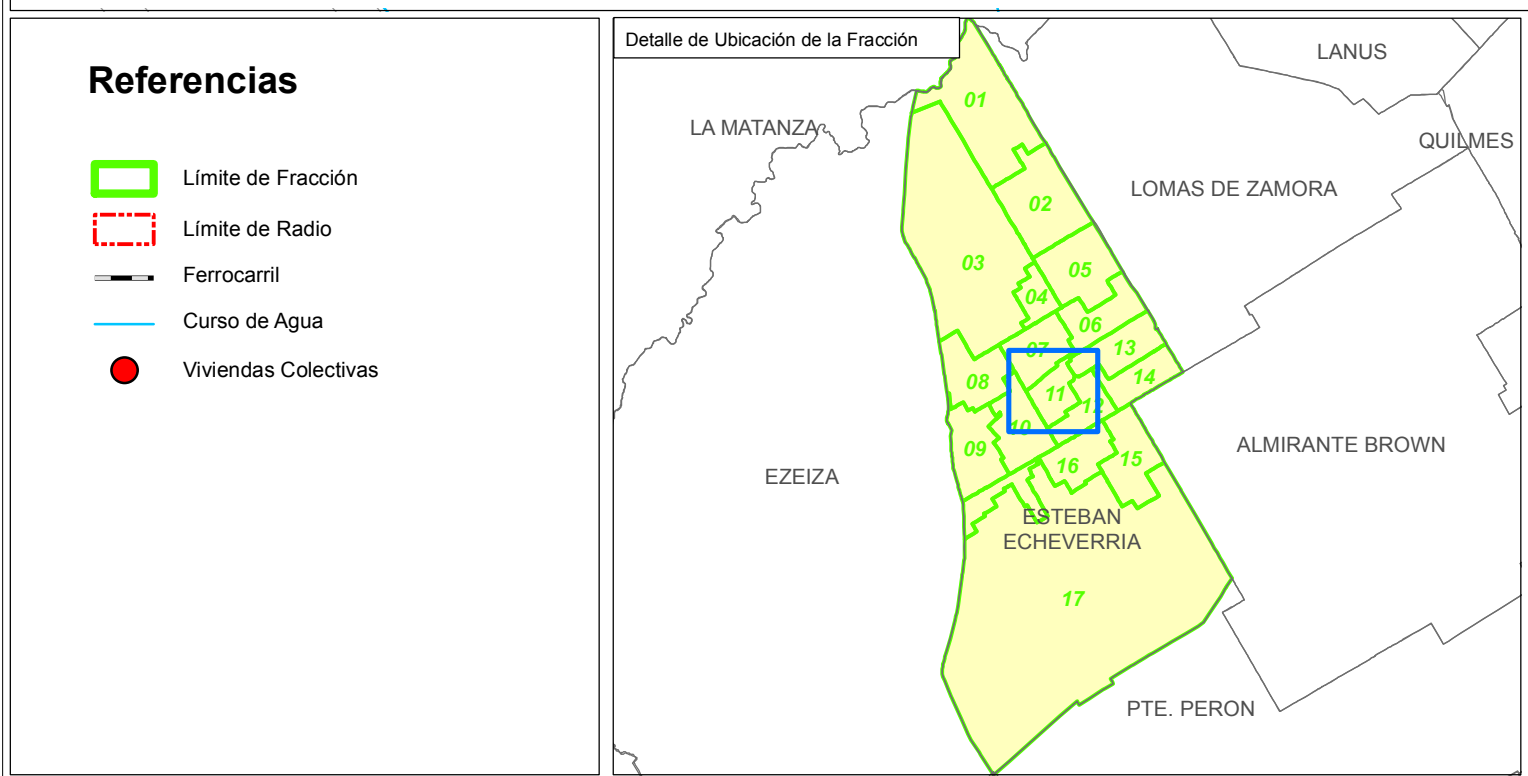 Referencias
Límite de Fracción
Límite de Radio
Ferrocarril
Curso de Agua
Viviendas Colectivas
Detalle de Ubicación de la Fracción
LANUS
01
LA MATANZA
QUILMES
LOMAS DE ZAMORA
02
03
05
04
06
07
13
14
08
11
12
10
09
ALMIRANTE BROWN
15
16
EZEIZA
ESTEBAN
ECHEVERRIA
17
PTE. PERON